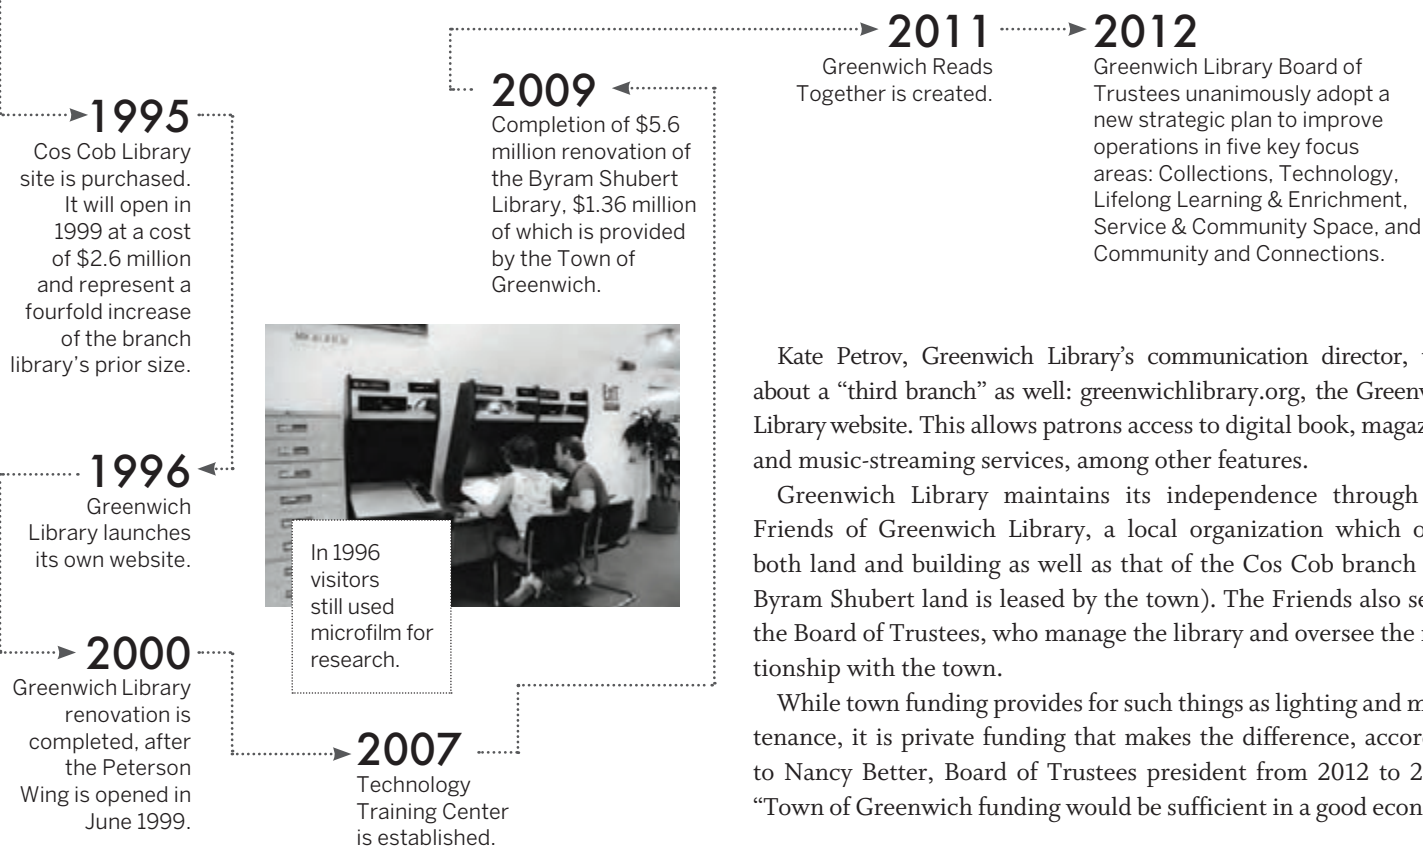 1995
Cos Cob Library
site is purchased.
It will open in
1999 at a cost
of $2.6 million
and represent a
fourfold increase
of the branch
library’s prior size.
1996
Greenwich
Library launches
its own website.
In 1996
visitors
still used
microfilm for
research.
2000
Greenwich Library
renovation is
completed, after
the Peterson
Wing is opened in
June 1999.
2007
Technology
Training Center
is established.
2009
Completion of $5.6
million renovation of
the Byram Shubert
Library, $1.36 million
of which is provided
by the Town of
Greenwich.
2011
Greenwich Reads
Together is created.
2012
Greenwich Library Board of
Trustees unanimously adopt a
new strategic plan to improve
operations in five key focus
areas: Collections, Technology,
Lifelong Learning & Enrichment,
Service & Community Space, and
Community and Connections.
Kate Petrov, Greenwich Library’s communication director,
about a “third branch” as well: greenwichlibrary.org, the
Library website. This allows patrons access to digital book,
and music-streaming services, among other features.
Greenwich Library maintains its independence through
Friends of Greenwich Library, a local organization which
both land and building as well as that of the Cos Cob branch
Byram Shubert land is leased by the town). The Friends also
the Board of Trustees, who manage the library and oversee the
tionship with the town.
While town funding provides for such things as lighting and
tenance, it is private funding that makes the difference,
to Nancy Better, Board of Trustees president from 2012 to
“Town of Greenwich funding would be sufficient in a good